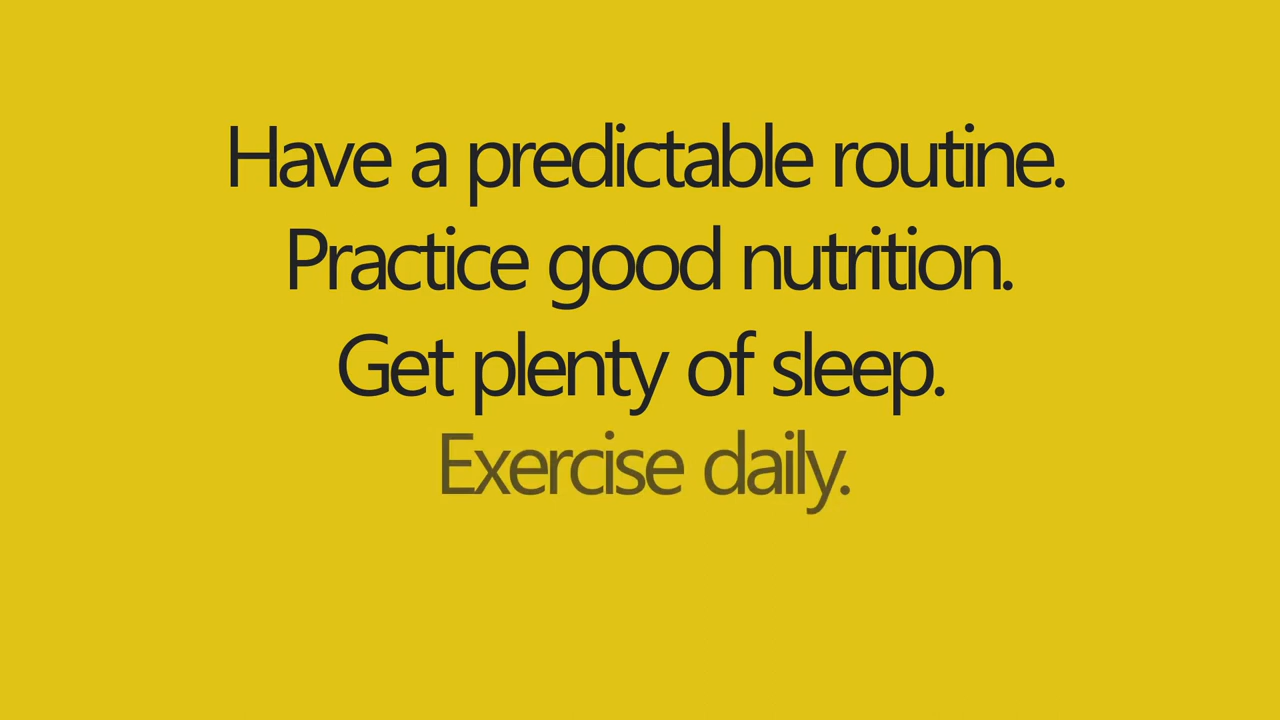 Have a predictable routine.
Practice good nutrition.
Get plenty of sleep.
Exercise daily.